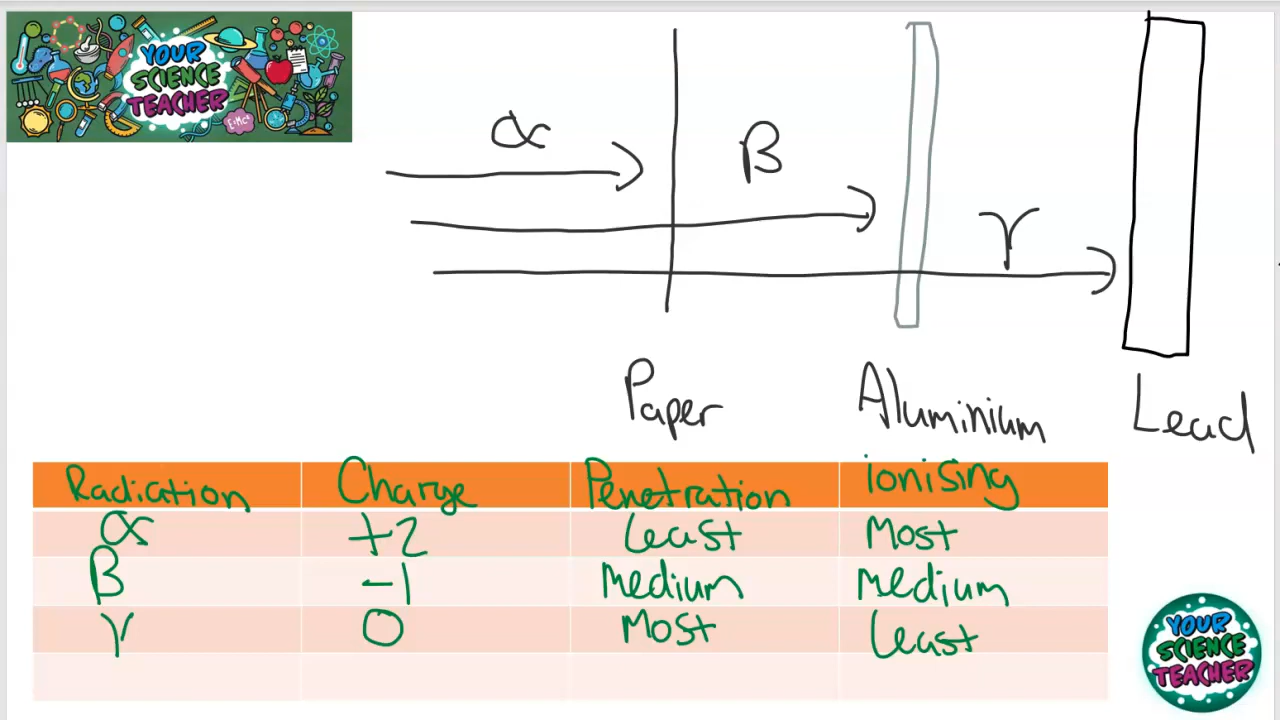 YOUR
SCIENCE
TEACHER
E=Mc²
α
β
γ
Paper
Aluminium
Lead
Radiation Charge Penetration ionising
α +2 Least Most
β -1 Medium Medium
γ 0 Most Least
YOUR
SCIENCE
TEACHER